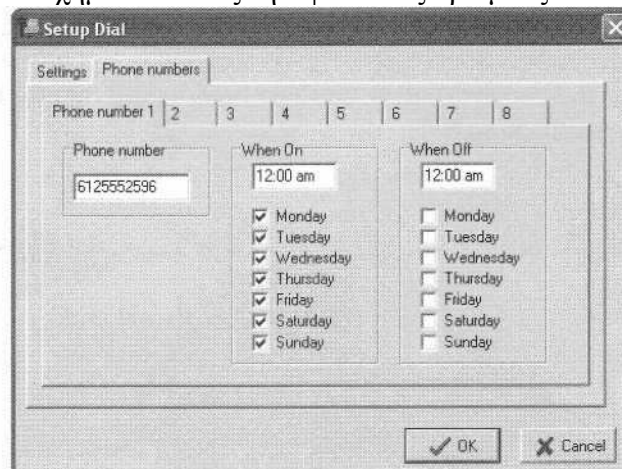 Setup Dial
Settings Phone numbers
Phone number 1 2 3 4 5 6 7 8
Phone number When On When Off
6125552596 12:00 am 12:00 am
Monday Monday
Tuesday Tuesday
Wednesday Wednesday
Thursday Thursday
Friday Friday
Saturday Saturday
Sunday Sunday
OK Cancel